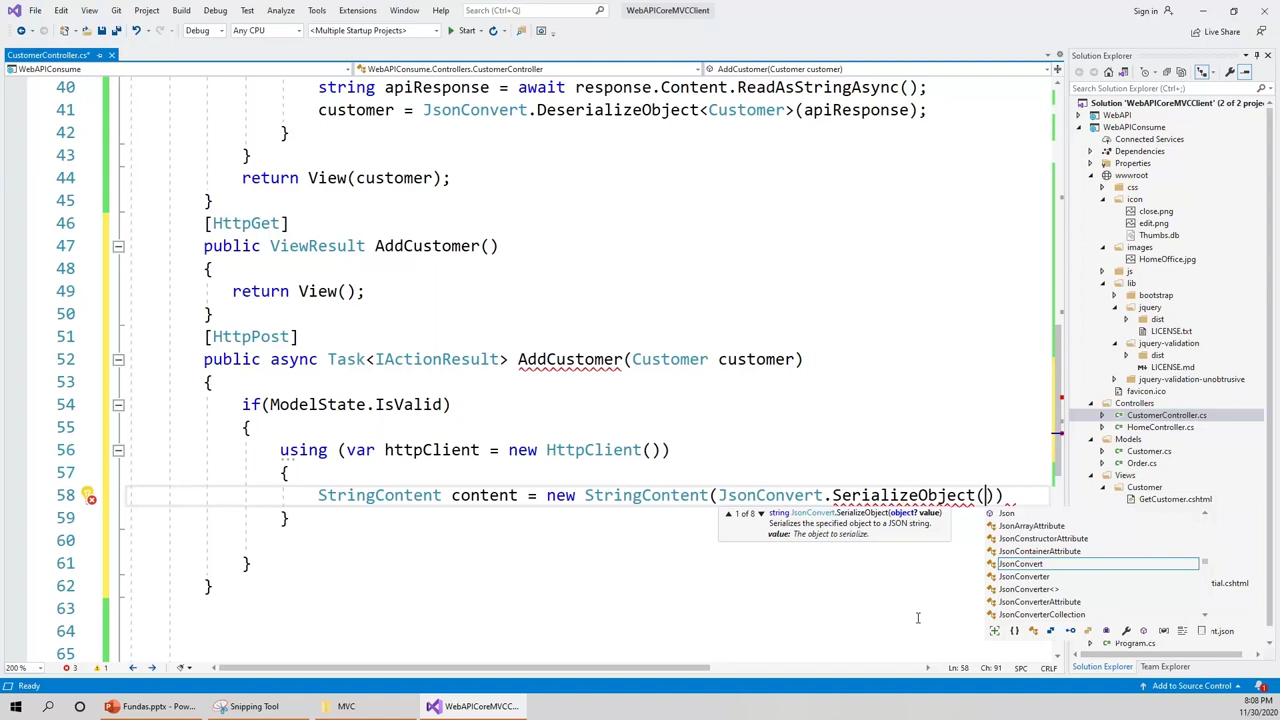 File Edit View Git Project Build Debug Test Analyze Tools Extensions Window Help Search (Ctrl+Q) WebAPICoreMVCClient Sign in
Debug Any CPU <Multiple Startup Projects> Start Live Share
CustomerController.cs* Solution Explorer
WebAPIConsume WebAPIConsume.Controllers.CustomerController AddCustomer(Customer customer)
40 string apiResponse = await response.Content.ReadAsStringAsync();
41 customer = JsonConvert.DeserializeObject<Customer>(apiResponse);
42 }
43 }
44 return View(customer);
45 }
46 [HttpGet]
47 public ViewResult AddCustomer()
48 {
49 return View();
50 }
51 [HttpPost]
52 public async Task<IActionResult> AddCustomer(Customer customer)
53 {
54 if(ModelState.IsValid)
55 {
56 using (var httpClient = new HttpClient())
57 {
58 StringContent content = new StringContent(JsonConvert.SerializeObject())
59 }
60
61 }
62 }
63
64
65
1 of 8 string JsonConvert.SerializeObject(object? value)
Serializes the specified object to a JSON string.
value: The object to serialize.
Json
JsonArrayAttribute
JsonConstructorAttribute
JsonContainerAttribute
JsonConvert
JsonConverter
JsonConverter<>
JsonConverterAttribute
JsonConverterCollection
Search Solution Explorer (Ctrl+;)
Solution 'WebAPICoreMVCClient' (2 of 2 proje
WebAPI
WebAPIConsume
Connected Services
Dependencies
Properties
wwwroot
css
icon
close.png
edit.png
Thumbs.db
images
HomeOffice.jpg
js
lib
bootstrap
jquery
dist
LICENSE.txt
jquery-validation
dist
LICENSE.md
jquery-validation-unobtrusive
favicon.ico
Controllers
CustomerController.cs
HomeController.cs
Models
Customer.cs
Order.cs
Views
Customer
GetCustomer.cshtml
tial.cshtml
nt.json
Program.cs
Solution Explorer Team Explorer
200 % 3 1 Ln: 58 Ch: 91 SPC CRLF
Ready Add to Source Control 1
Fundas.pptx - Pow... Snipping Tool MVC WebAPICoreMVCC... 8:08 PM
11/30/2020